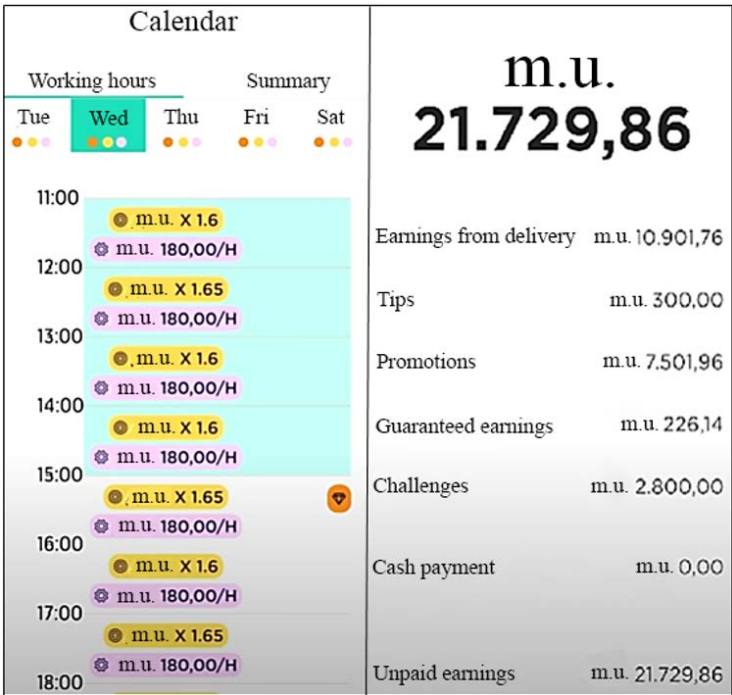 Calendar
Working hours Summary
Tue Wed Thu Fri Sat
11:00
m.u. X 1.6
m.u. 180,00/H
12:00
m.u. X 1.65
m.u. 180,00/H
13:00
m.u. X 1.6
m.u. 180,00/H
14:00
m.u. X 1.6
m.u. 180,00/H
15:00
m.u. X 1.65
m.u. 180,00/H
16:00
m.u. X 1.6
m.u. 180,00/H
17:00
m.u. X 1.65
m.u. 180,00/H
18:00
m.u.
21.729,86
Earnings from delivery m.u. 10.901,76
Tips m.u. 300,00
Promotions m.u. 7.501,96
Guaranteed earnings m.u. 226,14
Challenges m.u. 2.800,00
Cash payment m.u. 0,00
Unpaid earnings m.u. 21.729,86